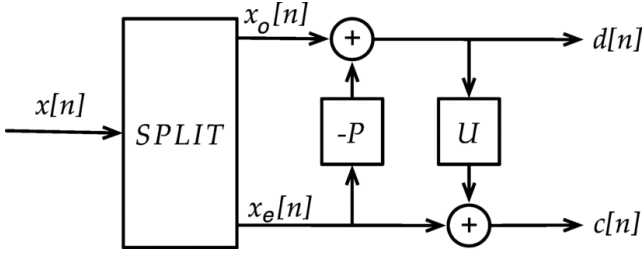 x_o[n]
+
d[n]
x[n]
SPLIT
-P
U
x_e[n]
+
c[n]